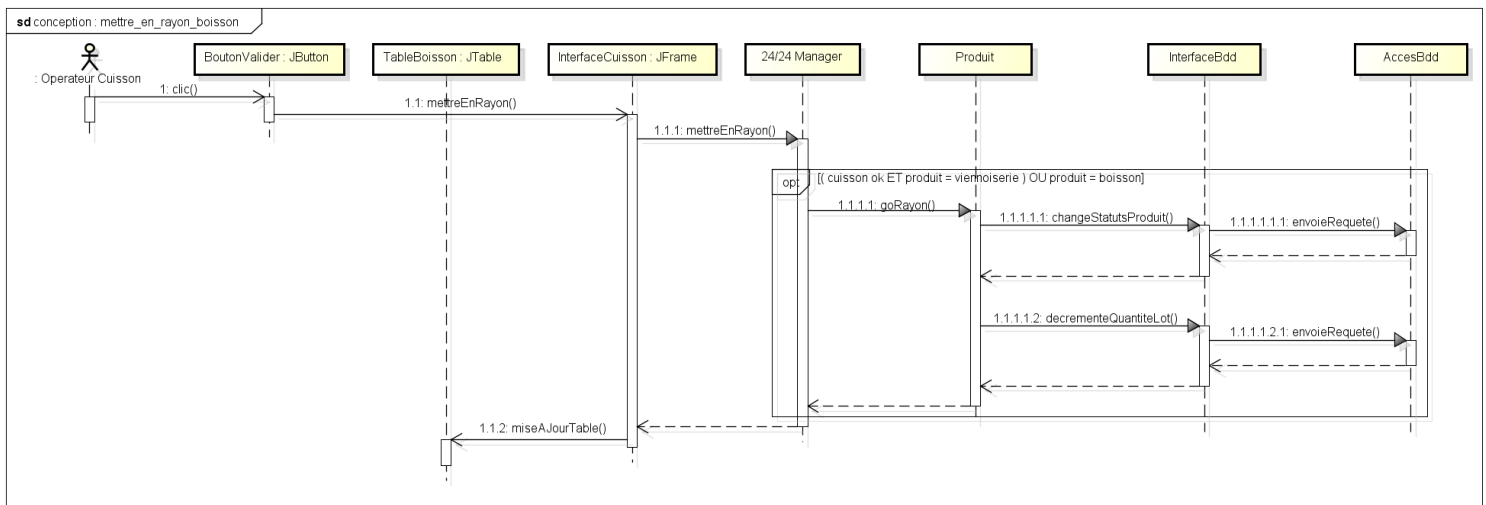 sd conception : mettre_en_rayon_boisson
: Operateur Cuisson
BoutonValider : JButton
TableBoisson : JTable
InterfaceCuisson : JFrame
24/24 Manager
Produit
InterfaceBdd
AccesBdd
1: clic()
1.1: mettreEnRayon()
1.1.1: mettreEnRayon()
opt
[( cuisson ok ET produit = viennoiserie ) OU produit = boisson]
1.1.1.1: goRayon()
1.1.1.1.1: changeStatutsProduit()
1.1.1.1.1.1: envoieRequete()
1.1.1.1.2: decrementeQuantiteLot()
1.1.1.1.2.1: envoieRequete()
1.1.2: miseAJourTable()